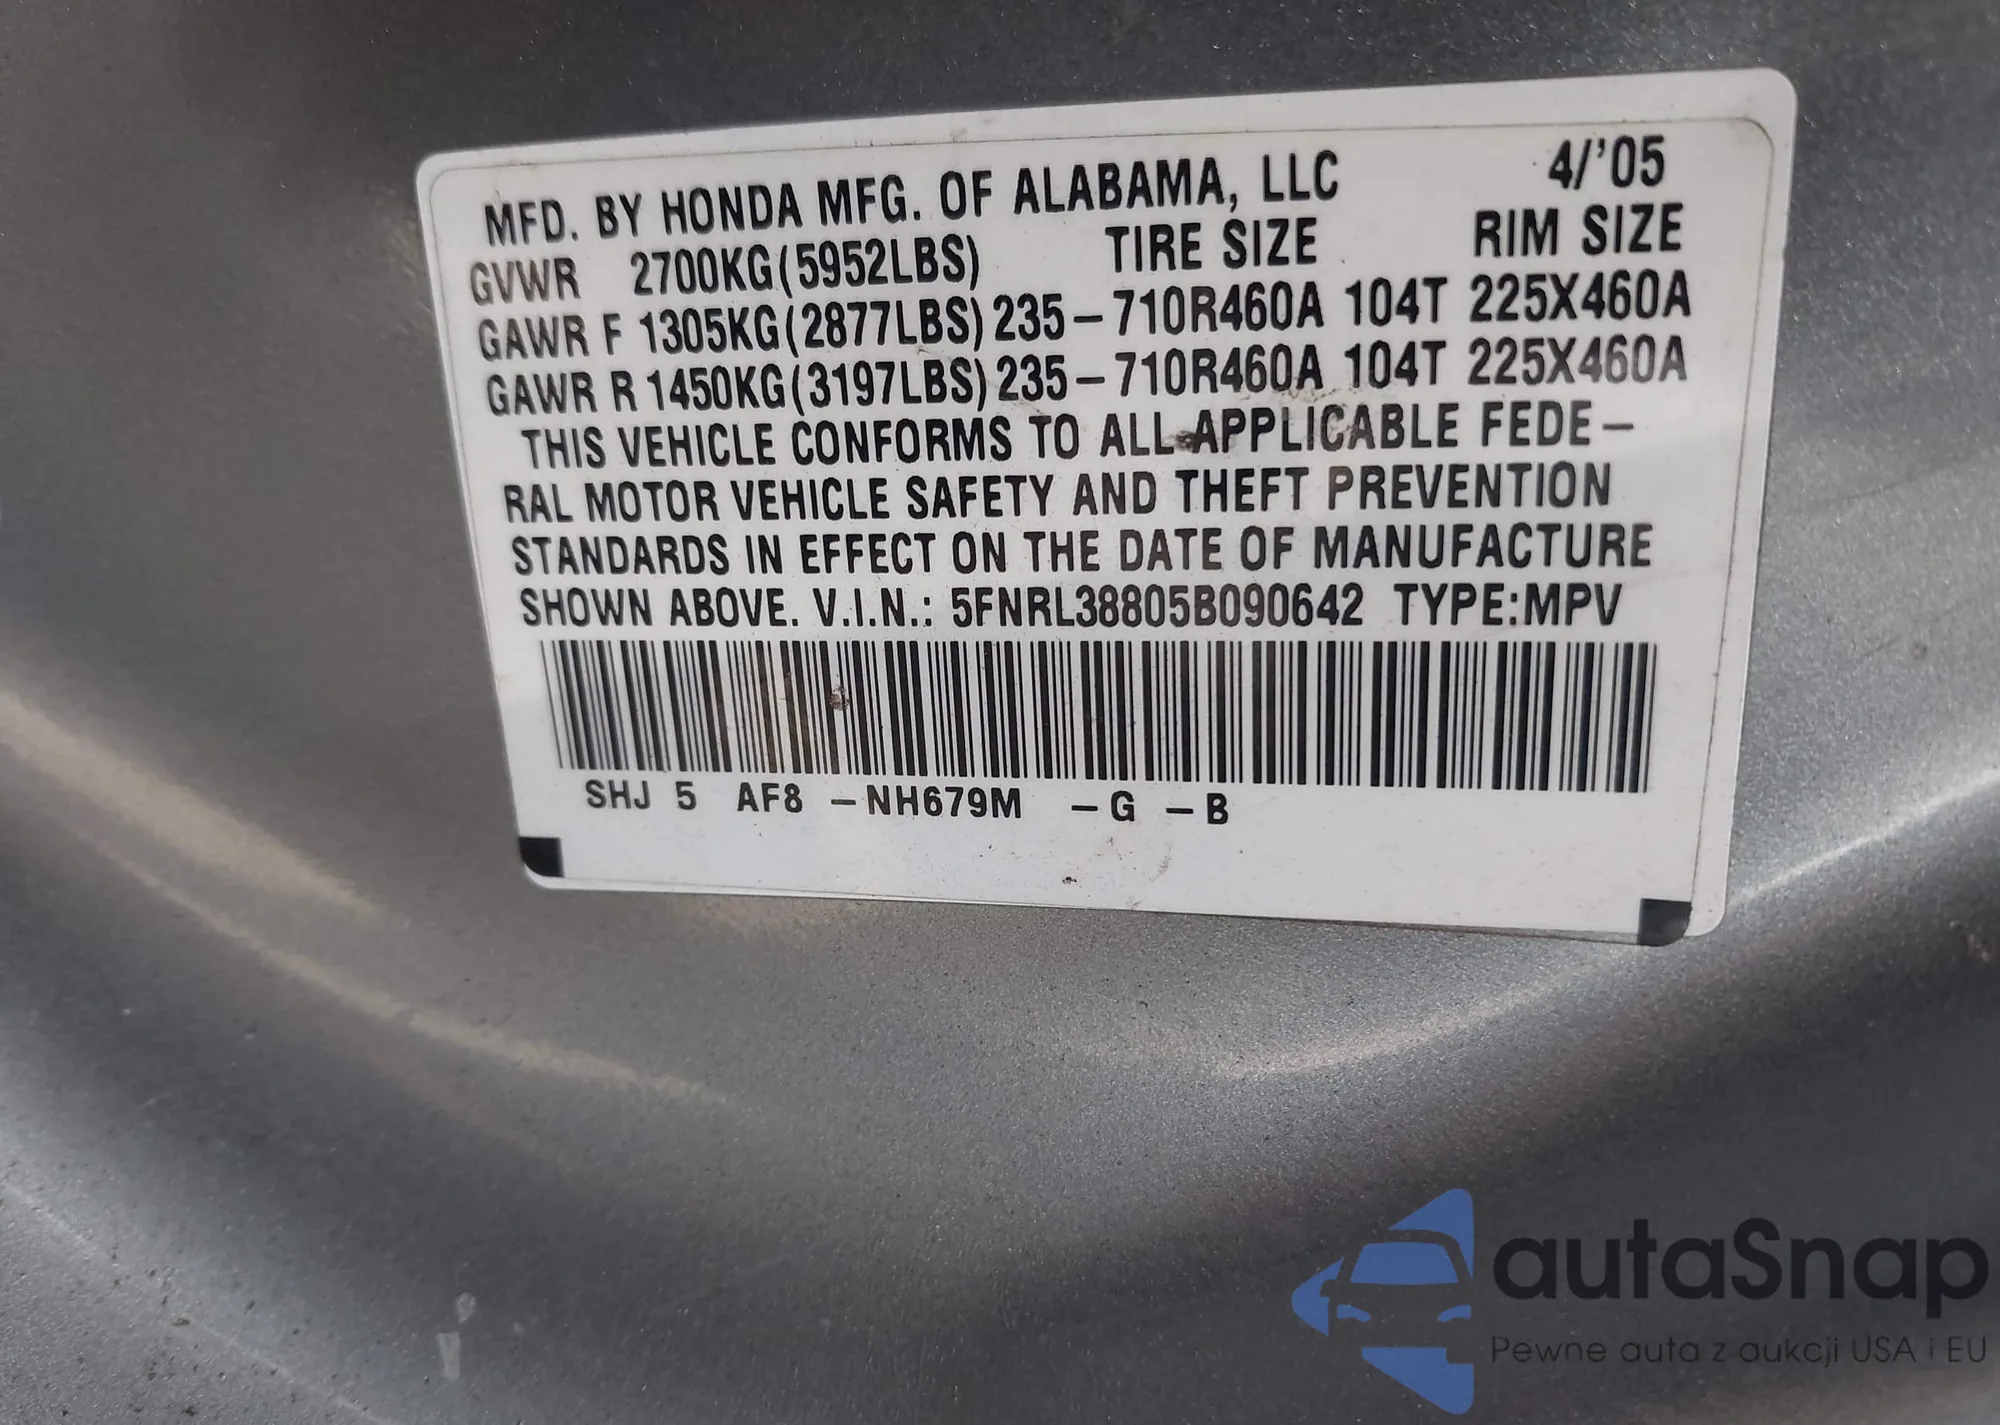 MFD. BY HONDA MFG. OF ALABAMA, LLC 4/'05
GVWR 2700KG(5952LBS) TIRE SIZE RIM SIZE
GAWR F 1305KG(2877LBS) 235-710R460A 104T 225X460A
GAWR R 1450KG(3197LBS) 235-710R460A 104T 225X460A
THIS VEHICLE CONFORMS TO ALL APPLICABLE FEDE-
RAL MOTOR VEHICLE SAFETY AND THEFT PREVENTION
STANDARDS IN EFFECT ON THE DATE OF MANUFACTURE
SHOWN ABOVE. V.I.N.: 5FNRL38805B090642 TYPE:MPV
SHJ 5 AF8 -NH679M -G -B
autaSnap
Pewne auta z aukcji USA i EU